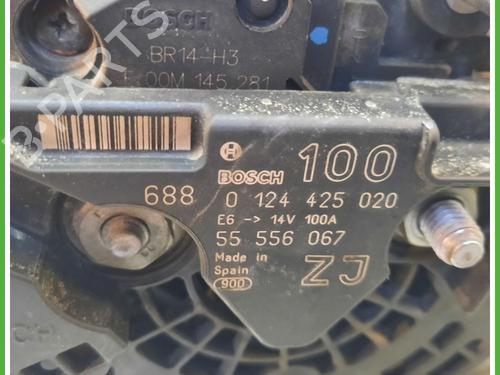 BOSCH
BR14-H3
F 00M 145 281
BOSCH 100
688 0 124 425 020
E6 -> 14V 100A
55 556 067
Made in
Spain
ZJ
900
B-PARTS